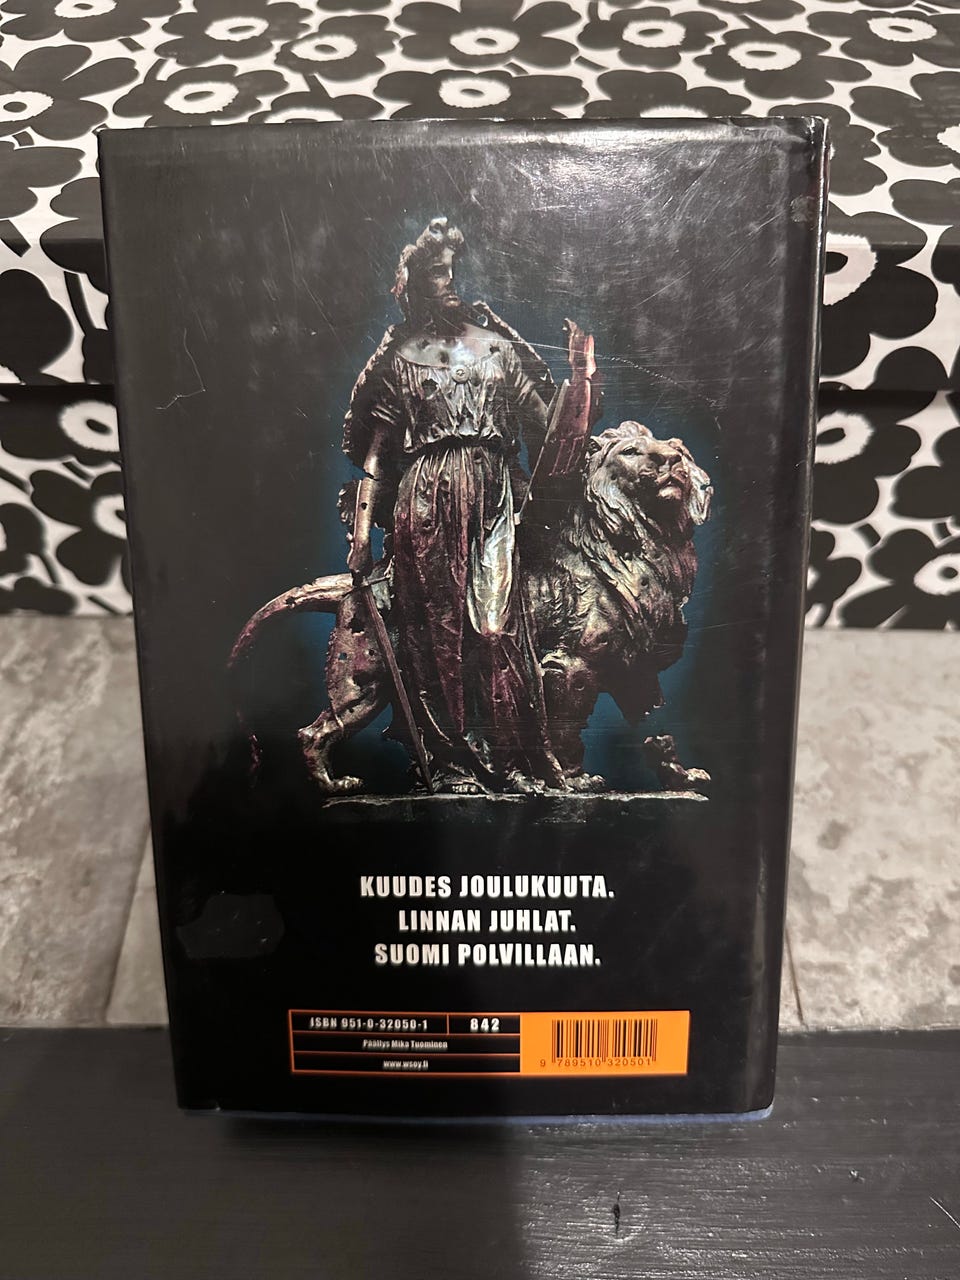 KUUDES JOULUKUUTA.
LINNAN JUHLAT.
SUOMI POLVILLAAN.
ISBN 951-0-32050-1
842
Päällys Mika Tuominen
www.wsoy.fi
9 789510 320501